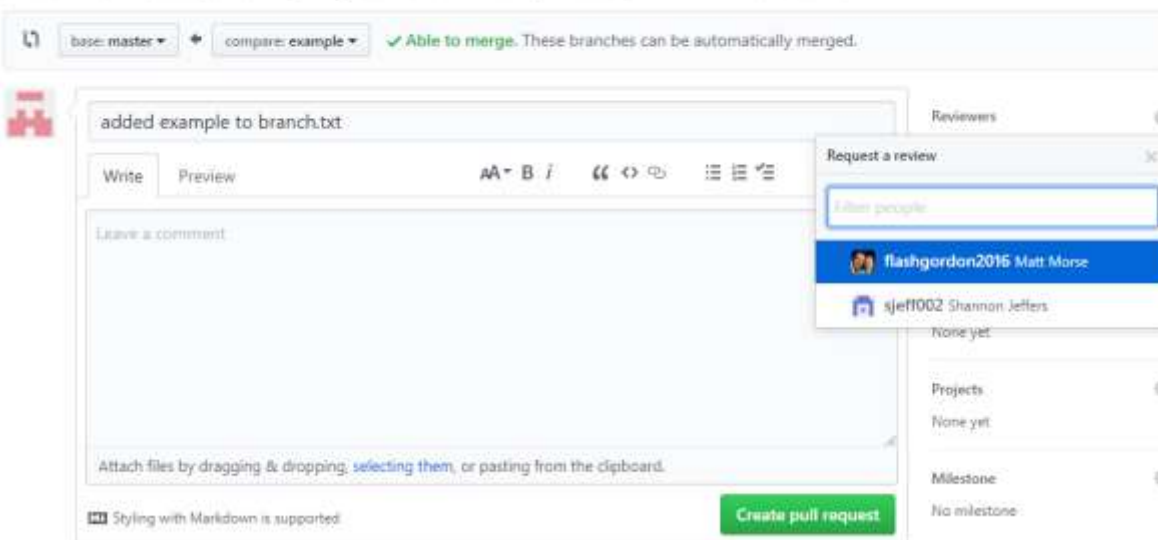 base: master compare: example Able to merge. These branches can be automatically merged.
added example to branch.txt
Write Preview
AA B i
Leave a comment
Attach files by dragging & dropping, selecting them, or pasting from the clipboard.
Styling with Markdown is supported
Create pull request
Reviewers
Request a review
Filter people
flashgordon2016 Matt Morse
sjeff002 Shannon Jeffers
None yet
Projects
None yet
Milestone
No milestone